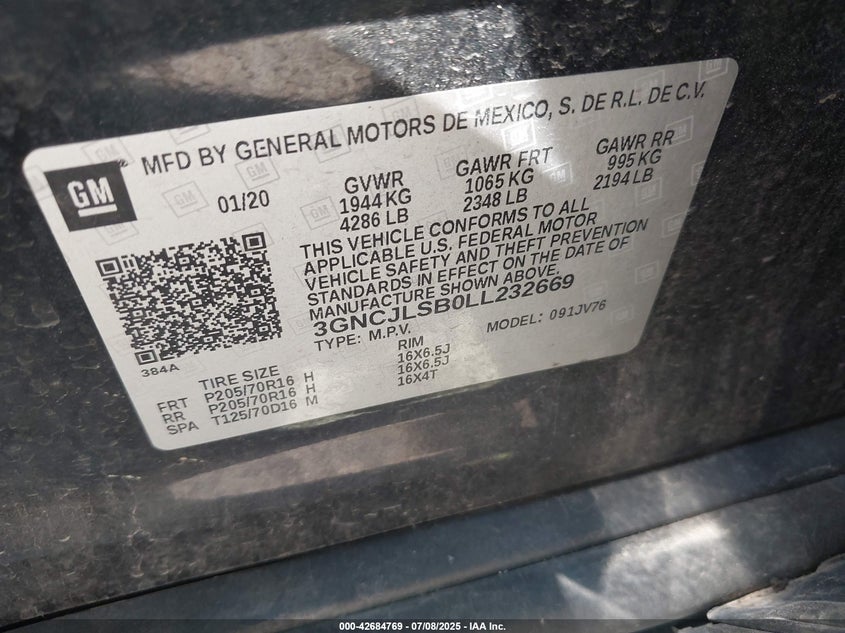 MFD BY GENERAL MOTORS DE MEXICO, S. DE R.L. DE C.V.
GM
01/20
GVWR
1944 KG
4286 LB
GAWR FRT
1065 KG
2348 LB
GAWR RR
995 KG
2194 LB
THIS VEHICLE CONFORMS TO ALL
APPLICABLE U.S. FEDERAL MOTOR
VEHICLE SAFETY AND THEFT PREVENTION
STANDARDS IN EFFECT ON THE DATE OF
MANUFACTURE SHOWN ABOVE.
3GNCJLSB0LL232669
TYPE: M.P.V.
MODEL: 091JV76
384A
TIRE SIZE RIM
FRT P205/70R16 H 16X6.5J
RR P205/70R16 H 16X6.5J
SPA T125/70D16 M 16X4T
000-42684769 - 07/08/2025 - IAA Inc.